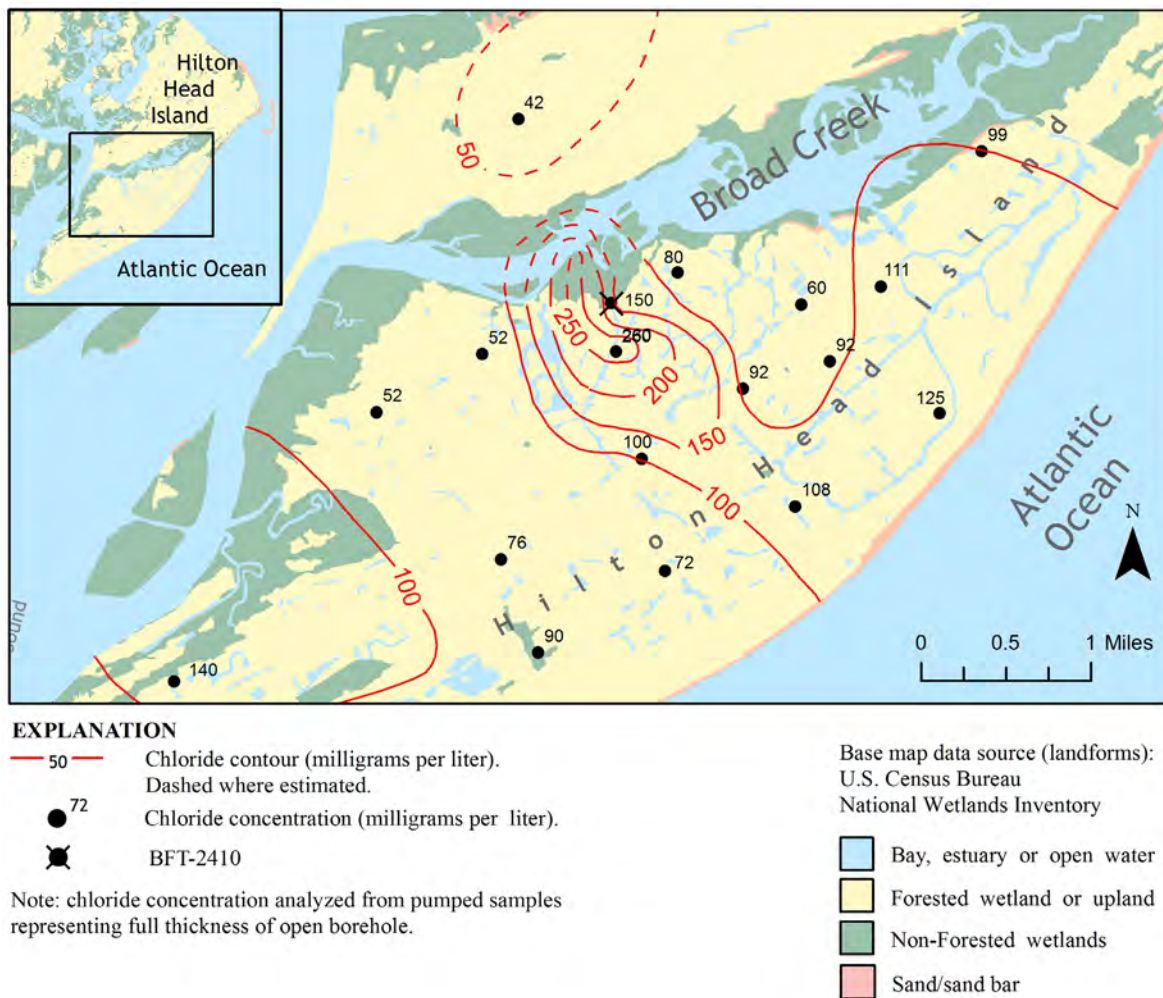 Hilton
Head
Island
Atlantic Ocean
42
50
Broad Creek
99
80
60
111
150
250
260
52
92
92
200
52
125
150
100
108
100
Hilton Head Island
Atlantic
Ocean
N
76
72
100
90
140
0 0.5 1 Miles
EXPLANATION
50 Chloride contour (milligrams per liter).
Dashed where estimated.
72 Chloride concentration (milligrams per liter).
BFT-2410
Note: chloride concentration analyzed from pumped samples
representing full thickness of open borehole.
Base map data source (landforms):
U.S. Census Bureau
National Wetlands Inventory
Bay, estuary or open water
Forested wetland or upland
Non-Forested wetlands
Sand/sand bar